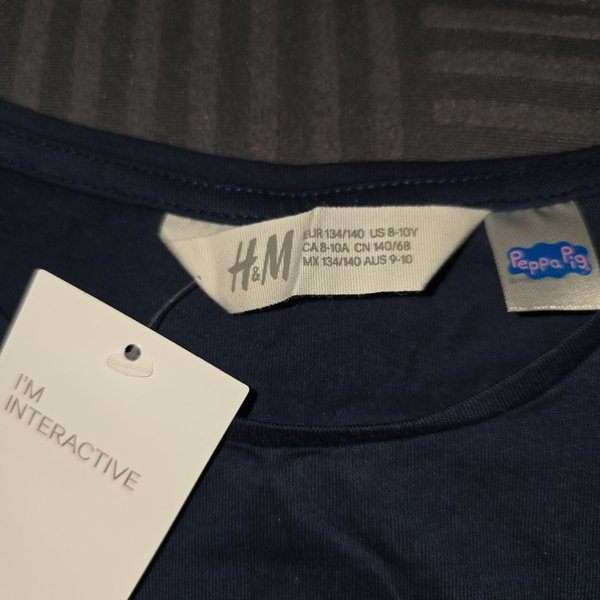 H&M
EUR 134/140 US 8-10Y
CA 8-10A CN 140/68
MX 134/140 AUS 9-10
Peppa Pig
I'M
INTERACTIVE